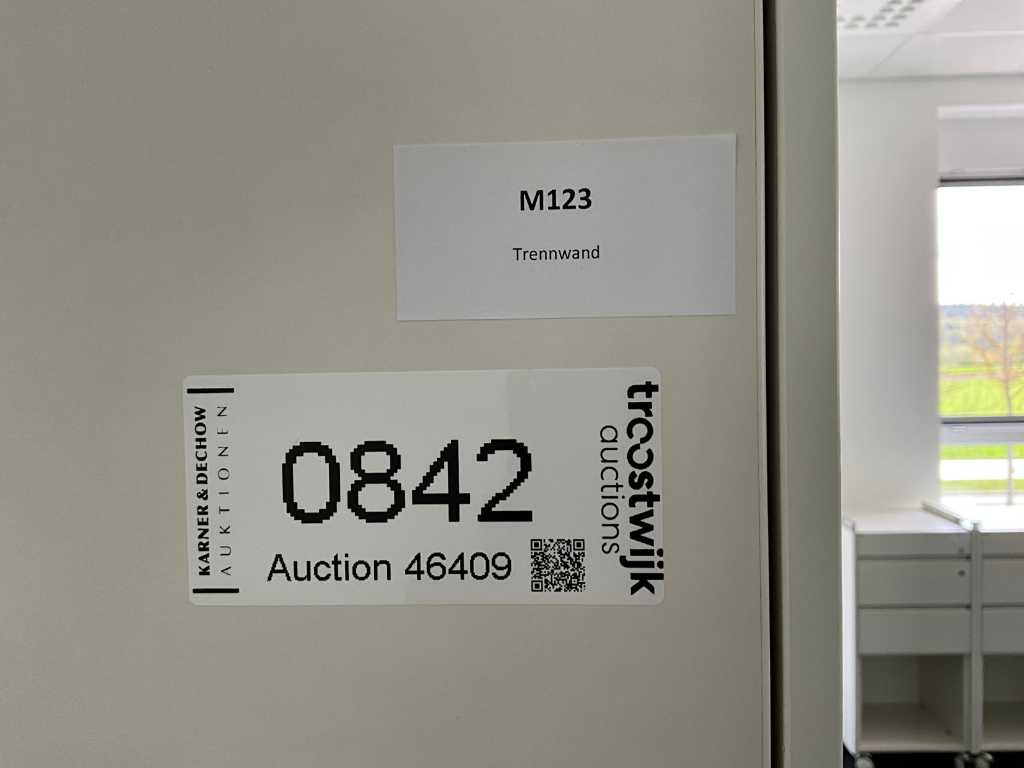 M123
Trennwand
KARNER & DECHOW
AUKTIONEN
0842
Auction 46409
troostwijk
auctions